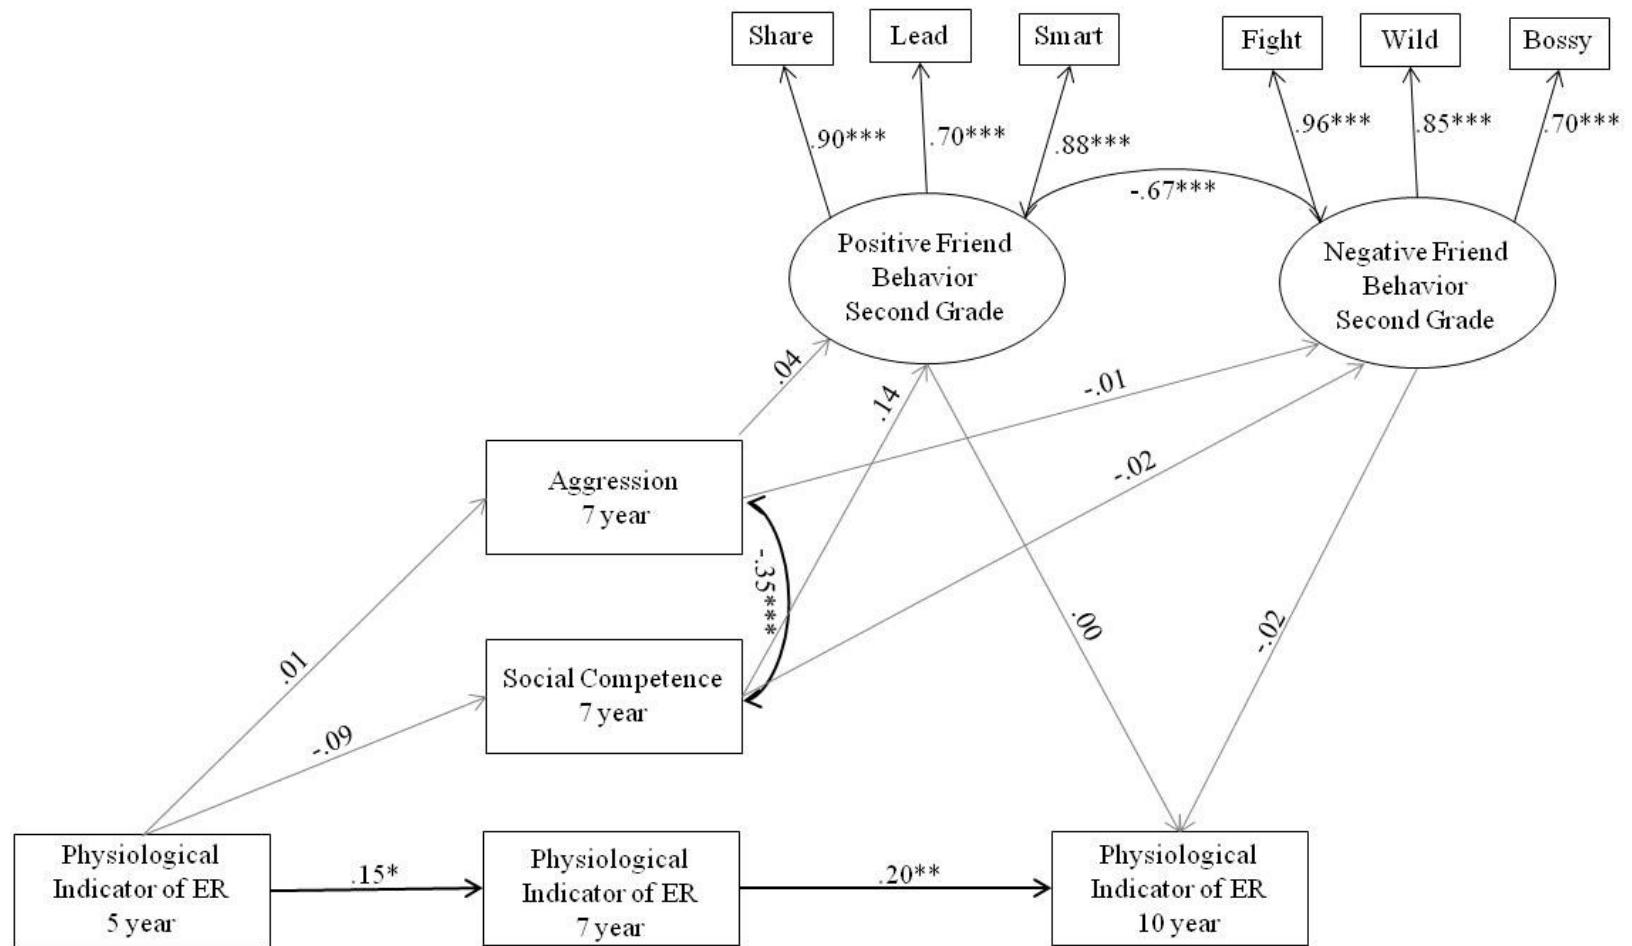 Share
Lead
Smart
Fight
Wild
Bossy
.90***
.70***
.88***
.96***
.85***
.70***
-.67***
Positive Friend
Behavior
Second Grade
Negative Friend
Behavior
Second Grade
.04
.14
-.01
-.02
Aggression
7 year
-.35***
.00
-.02
.01
Social Competence
7 year
-.09
Physiological
Indicator of ER
5 year
.15*
Physiological
Indicator of ER
7 year
.20**
Physiological
Indicator of ER
10 year